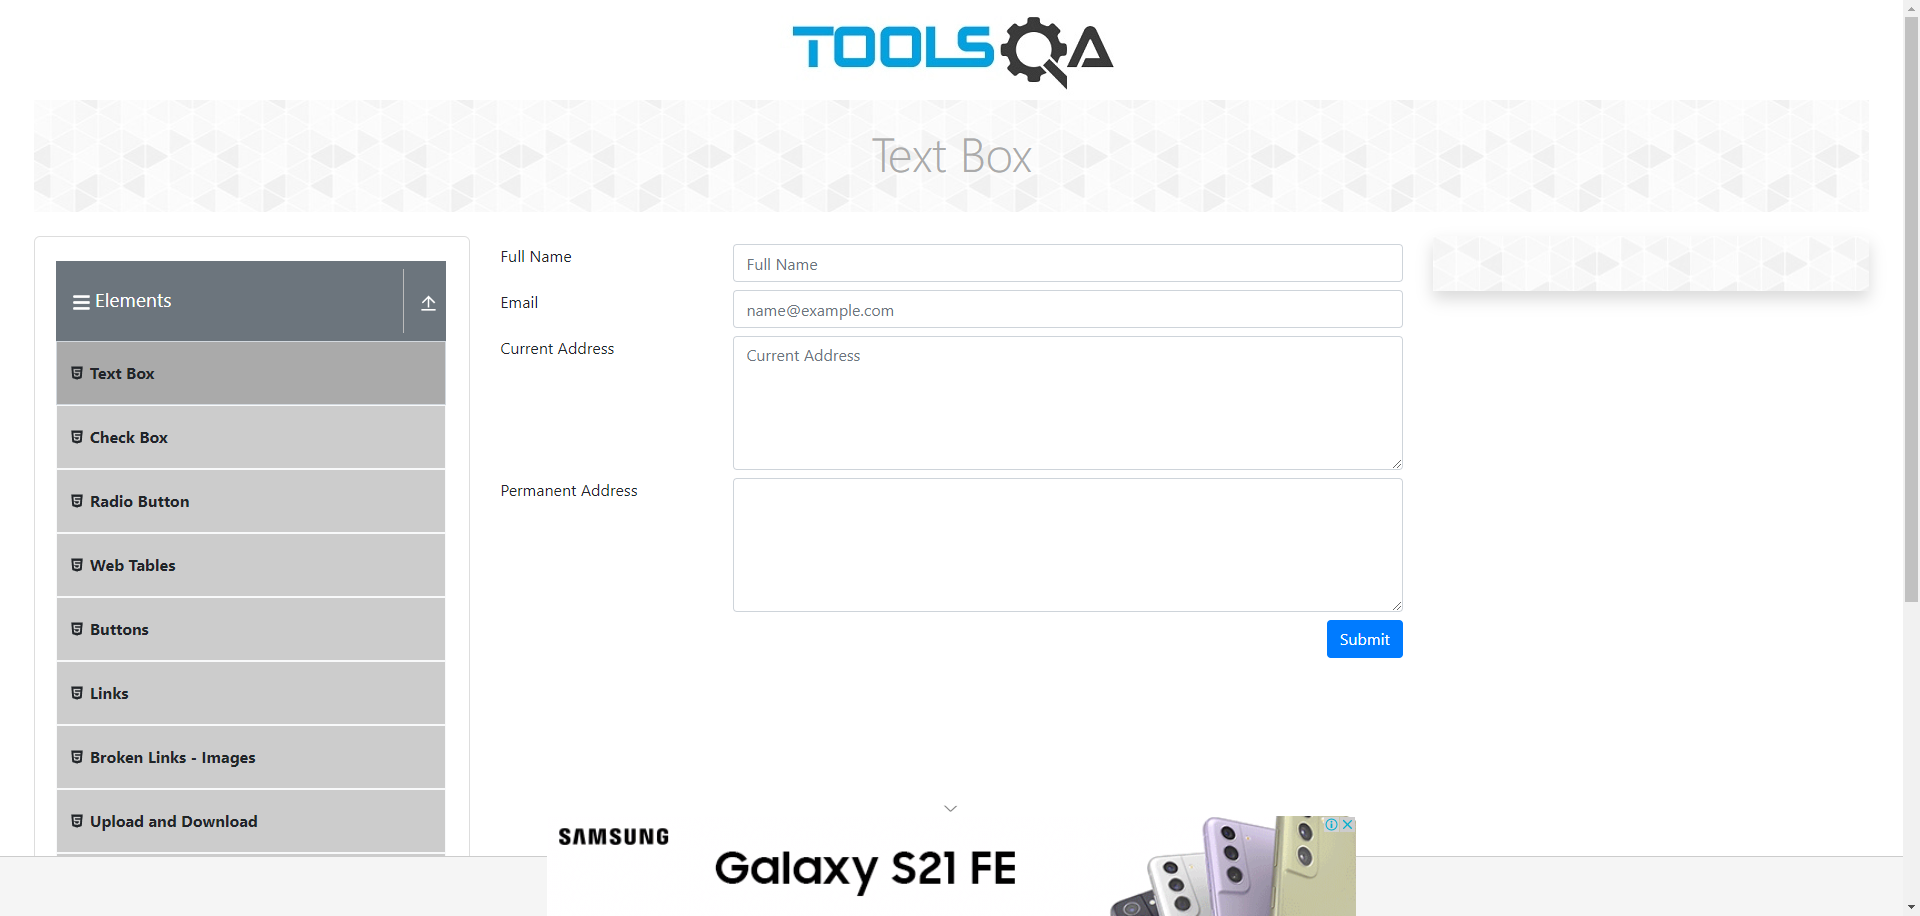 TOOLSQA
Text Box
Elements
Text Box
Check Box
Radio Button
Web Tables
Buttons
Links
Broken Links - Images
Upload and Download
Full Name
Full Name
Email
name@example.com
Current Address
Current Address
Permanent Address
Submit
SAMSUNG
Galaxy S21 FE